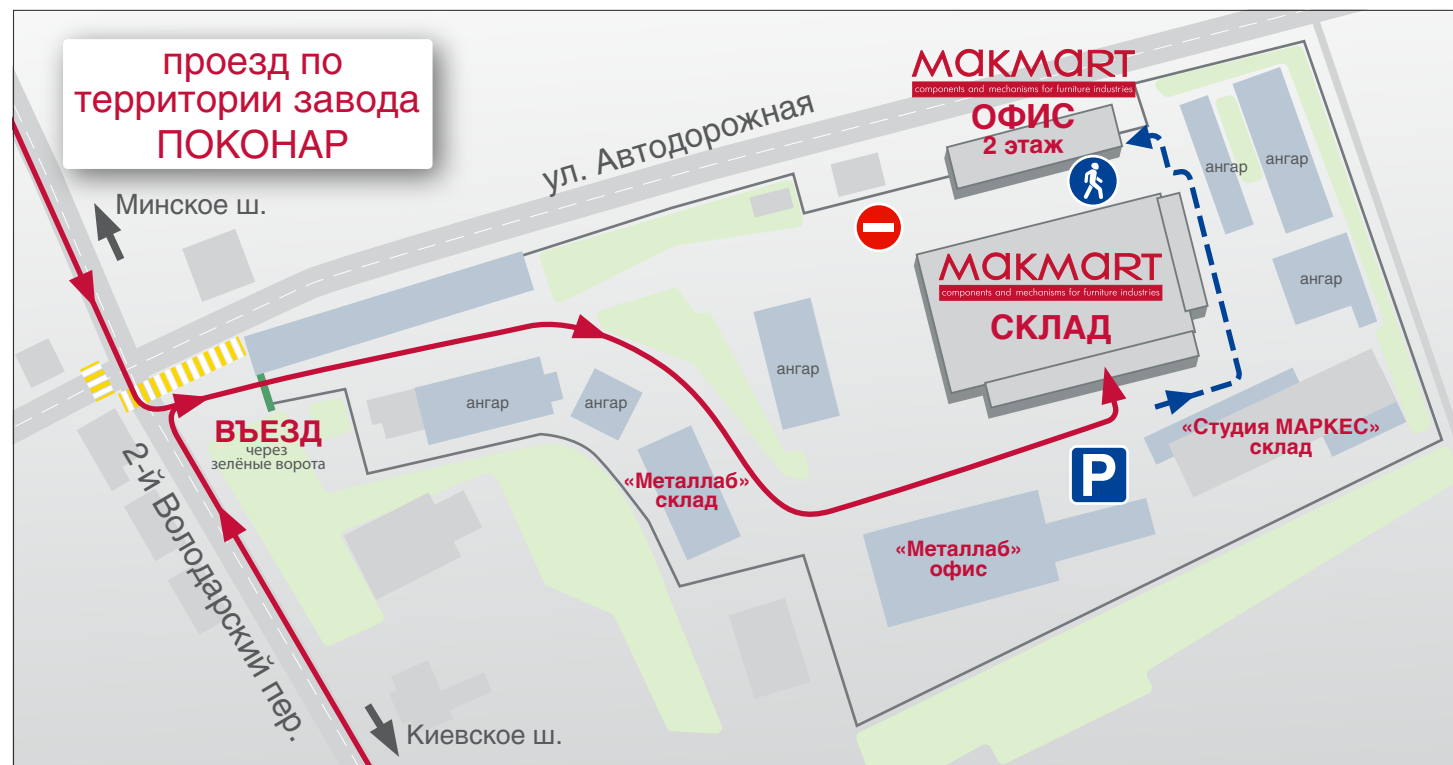 проезд по
территории завода
ПОКОНАР
Минское ш.
ул. Автодорожная
макмаrт
components and mechanisms for furniture industries
ОФИС
2 этаж
ангар
ангар
ангар
макмаrт
components and mechanisms for furniture industries
СКЛАД
ангар
ангар
ангар
ВЪЕЗД
через
зелёные ворота
«Студия МАРКЕС»
склад
P
«Металлаб»
склад
«Металлаб»
офис
2-й Володарский пер.
Киевское ш.